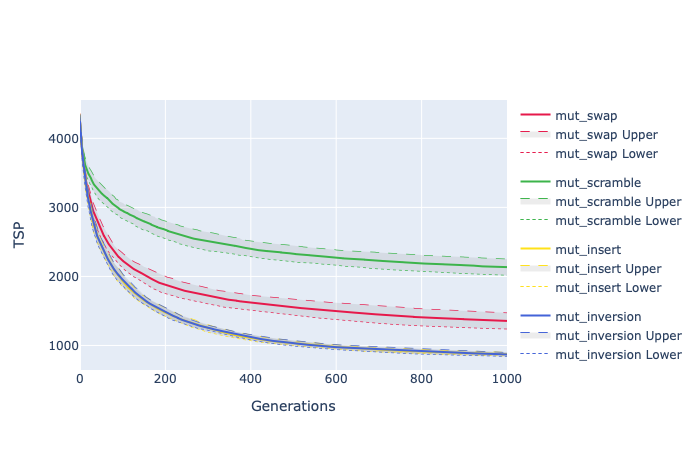 4000
3000
2000
1000
0
200
400
600
800
1000
TSP
Generations
mut_swap
mut_swap Upper
mut_swap Lower
mut_scramble
mut_scramble Upper
mut_scramble Lower
mut_insert
mut_insert Upper
mut_insert Lower
mut_inversion
mut_inversion Upper
mut_inversion Lower